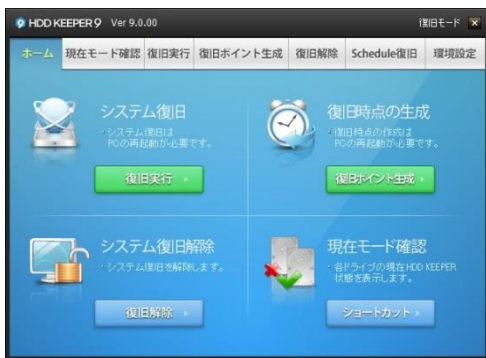 HDD KEEPER 9 Ver 9.0.00
復旧モード
ホーム 現在モード確認 復旧実行 復旧ポイント生成 復旧解除 Schedule復旧 環境設定
システム復旧
・システム復旧は
PCの再起動が必要です。
復旧実行
復旧時点の生成
・復旧時点の作成は
PCの再起動が必要です。
復旧ポイント生成
システム復旧解除
・システム復旧を解除します。
復旧解除
現在モード確認
・各ドライブの現在HDD KEEPER
状態を表示します。
ショートカット